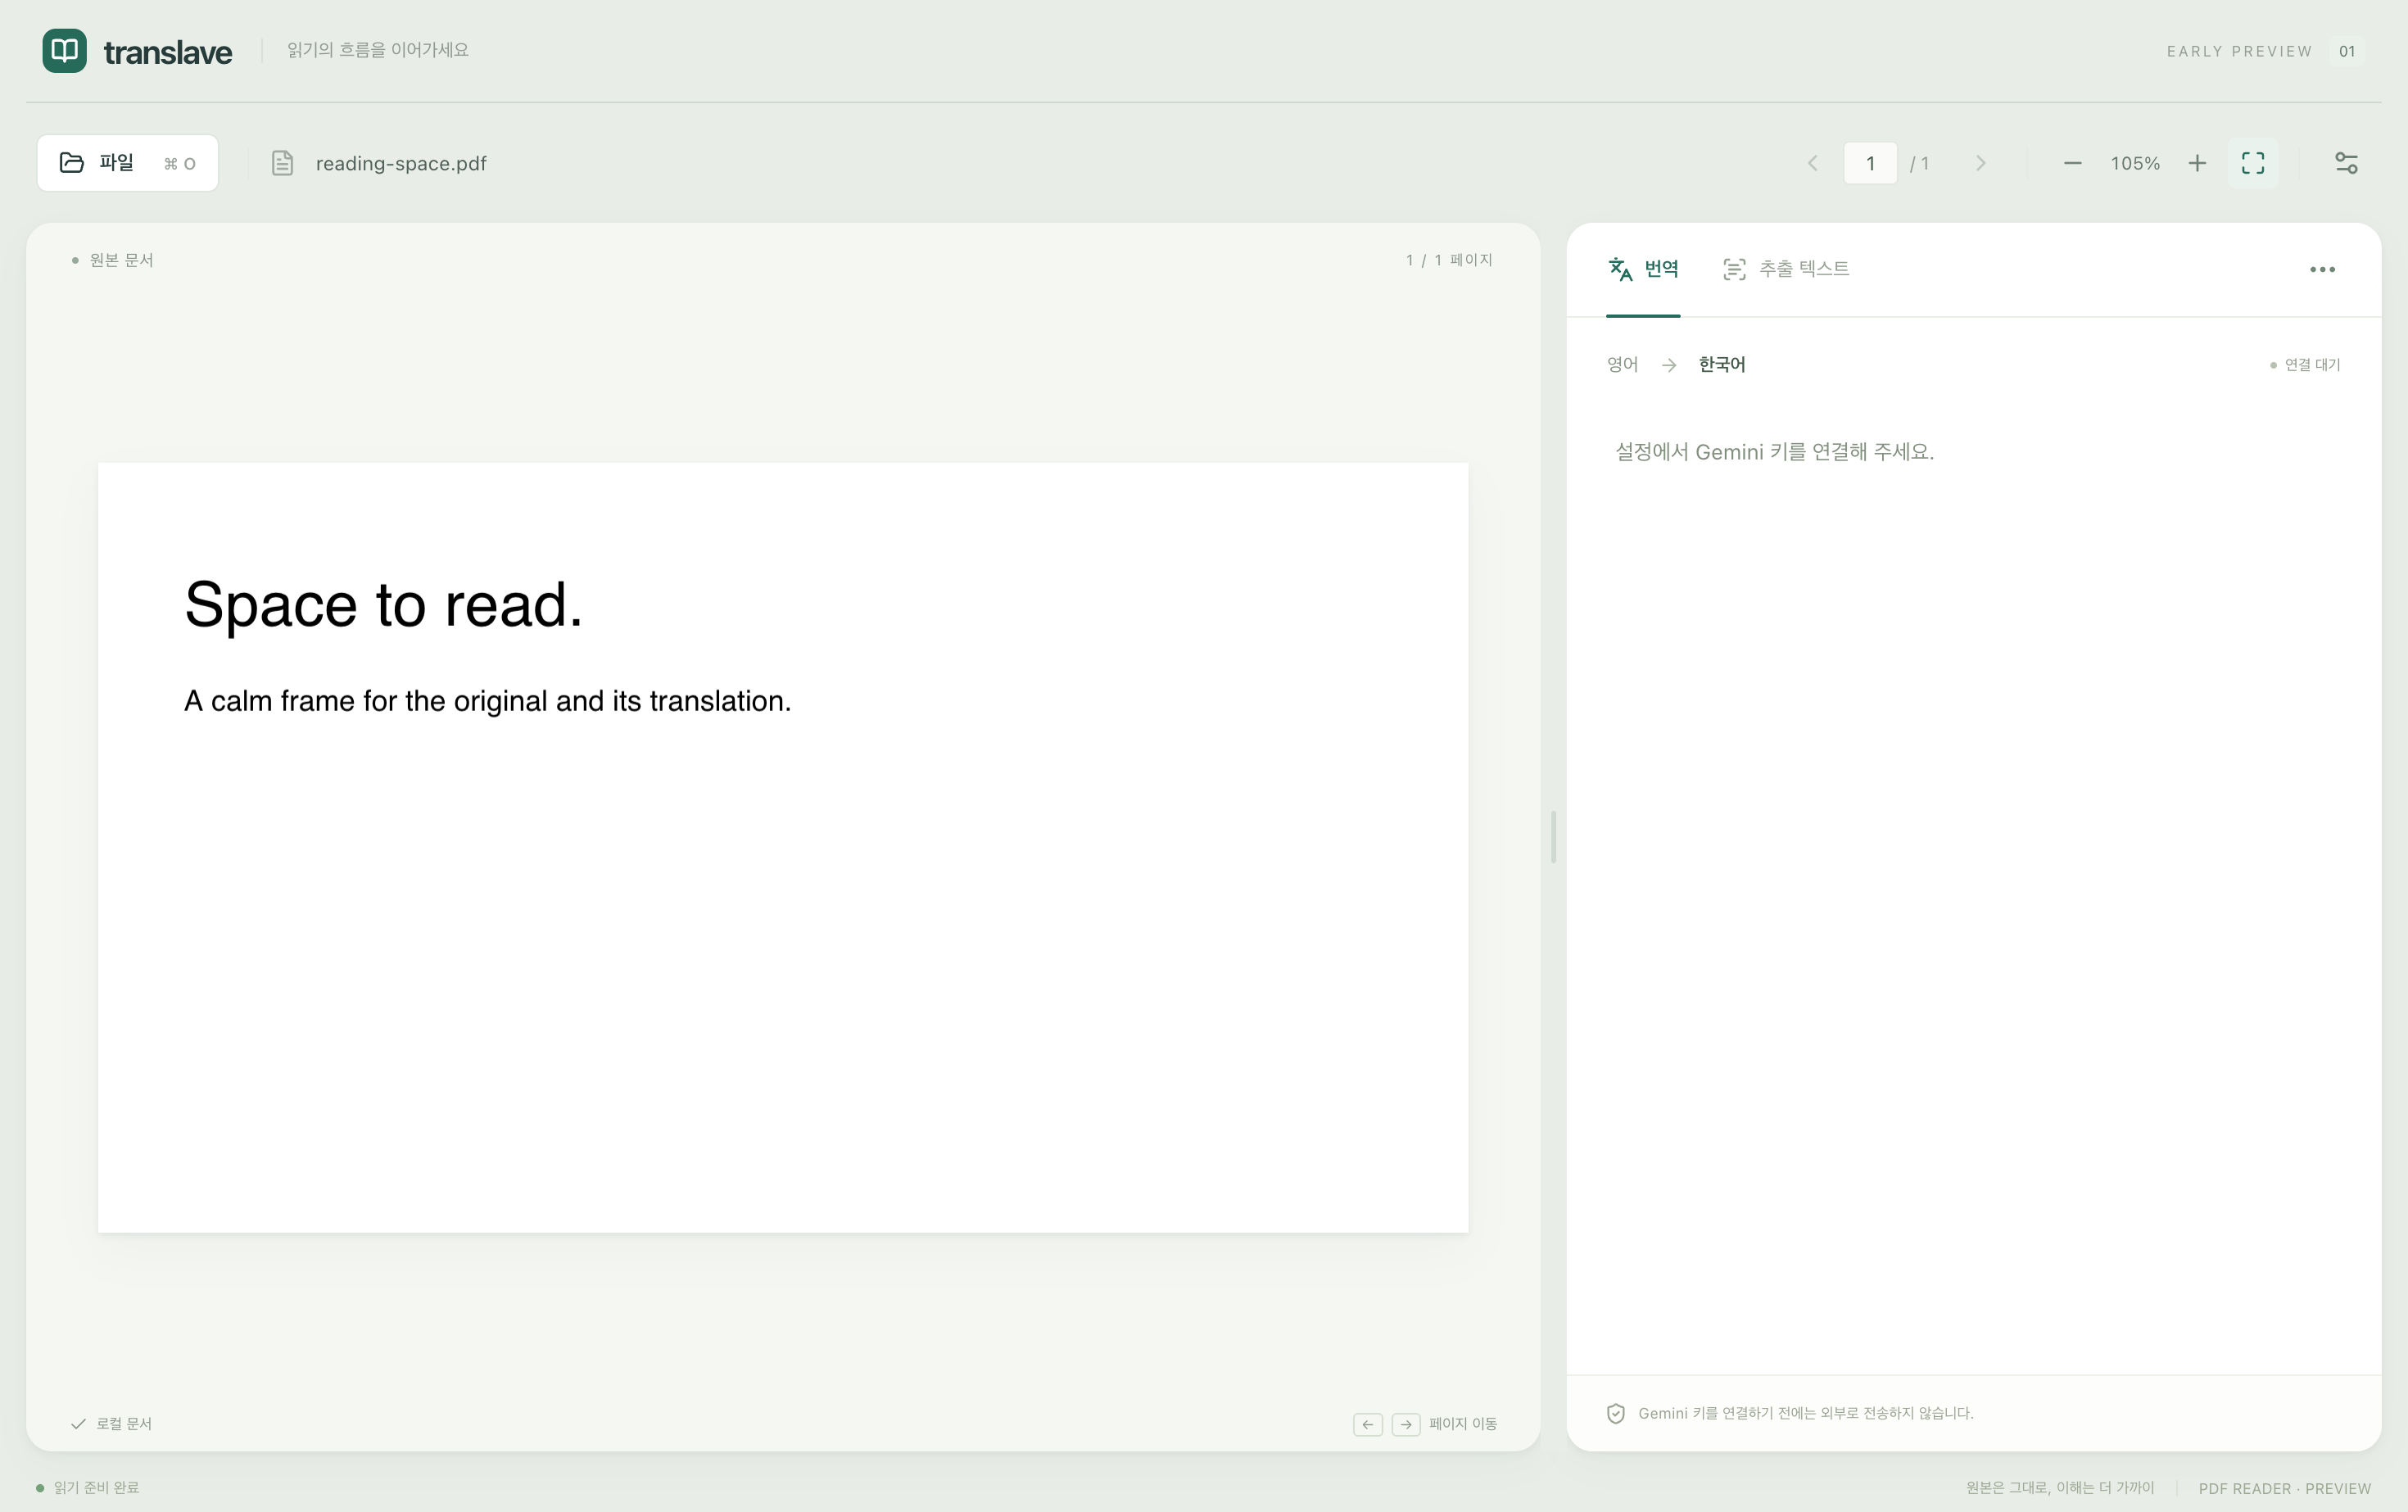 translave 읽기의 흐름을 이어가세요
EARLY PREVIEW 01
파일 ⌘ O reading-space.pdf
1 / 1 105%
원본 문서 1 / 1 페이지
Space to read.
A calm frame for the original and its translation.
로컬 문서 ← → 페이지 이동
번역 추출 텍스트
영어 → 한국어 연결 대기
설정에서 Gemini 키를 연결해 주세요.
Gemini 키를 연결하기 전에는 외부로 전송하지 않습니다.
읽기 준비 완료
원본은 그대로, 이해는 더 가까이 PDF READER · PREVIEW